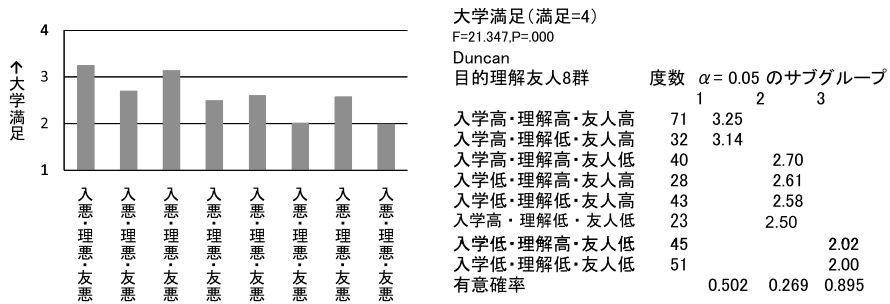 4
3
2
1
↑大学満足
入悪・理悪・友悪
入悪・理悪・友悪
入悪・理悪・友悪
入悪・理悪・友悪
入悪・理悪・友悪
入悪・理悪・友悪
入悪・理悪・友悪
入悪・理悪・友悪
大学満足(満足=4)
F=21.347,P=.000
Duncan
目的理解友人8群 度数 α= 0.05 のサブグループ
1 2 3
入学高・理解高・友人高 71 3.25
入学高・理解低・友人高 32 3.14
入学高・理解高・友人低 40 2.70
入学低・理解高・友人高 28 2.61
入学低・理解低・友人高 43 2.58
入学高・理解低・友人低 23 2.50
入学低・理解高・友人低 45 2.02
入学低・理解低・友人低 51 2.00
有意確率 0.502 0.269 0.895